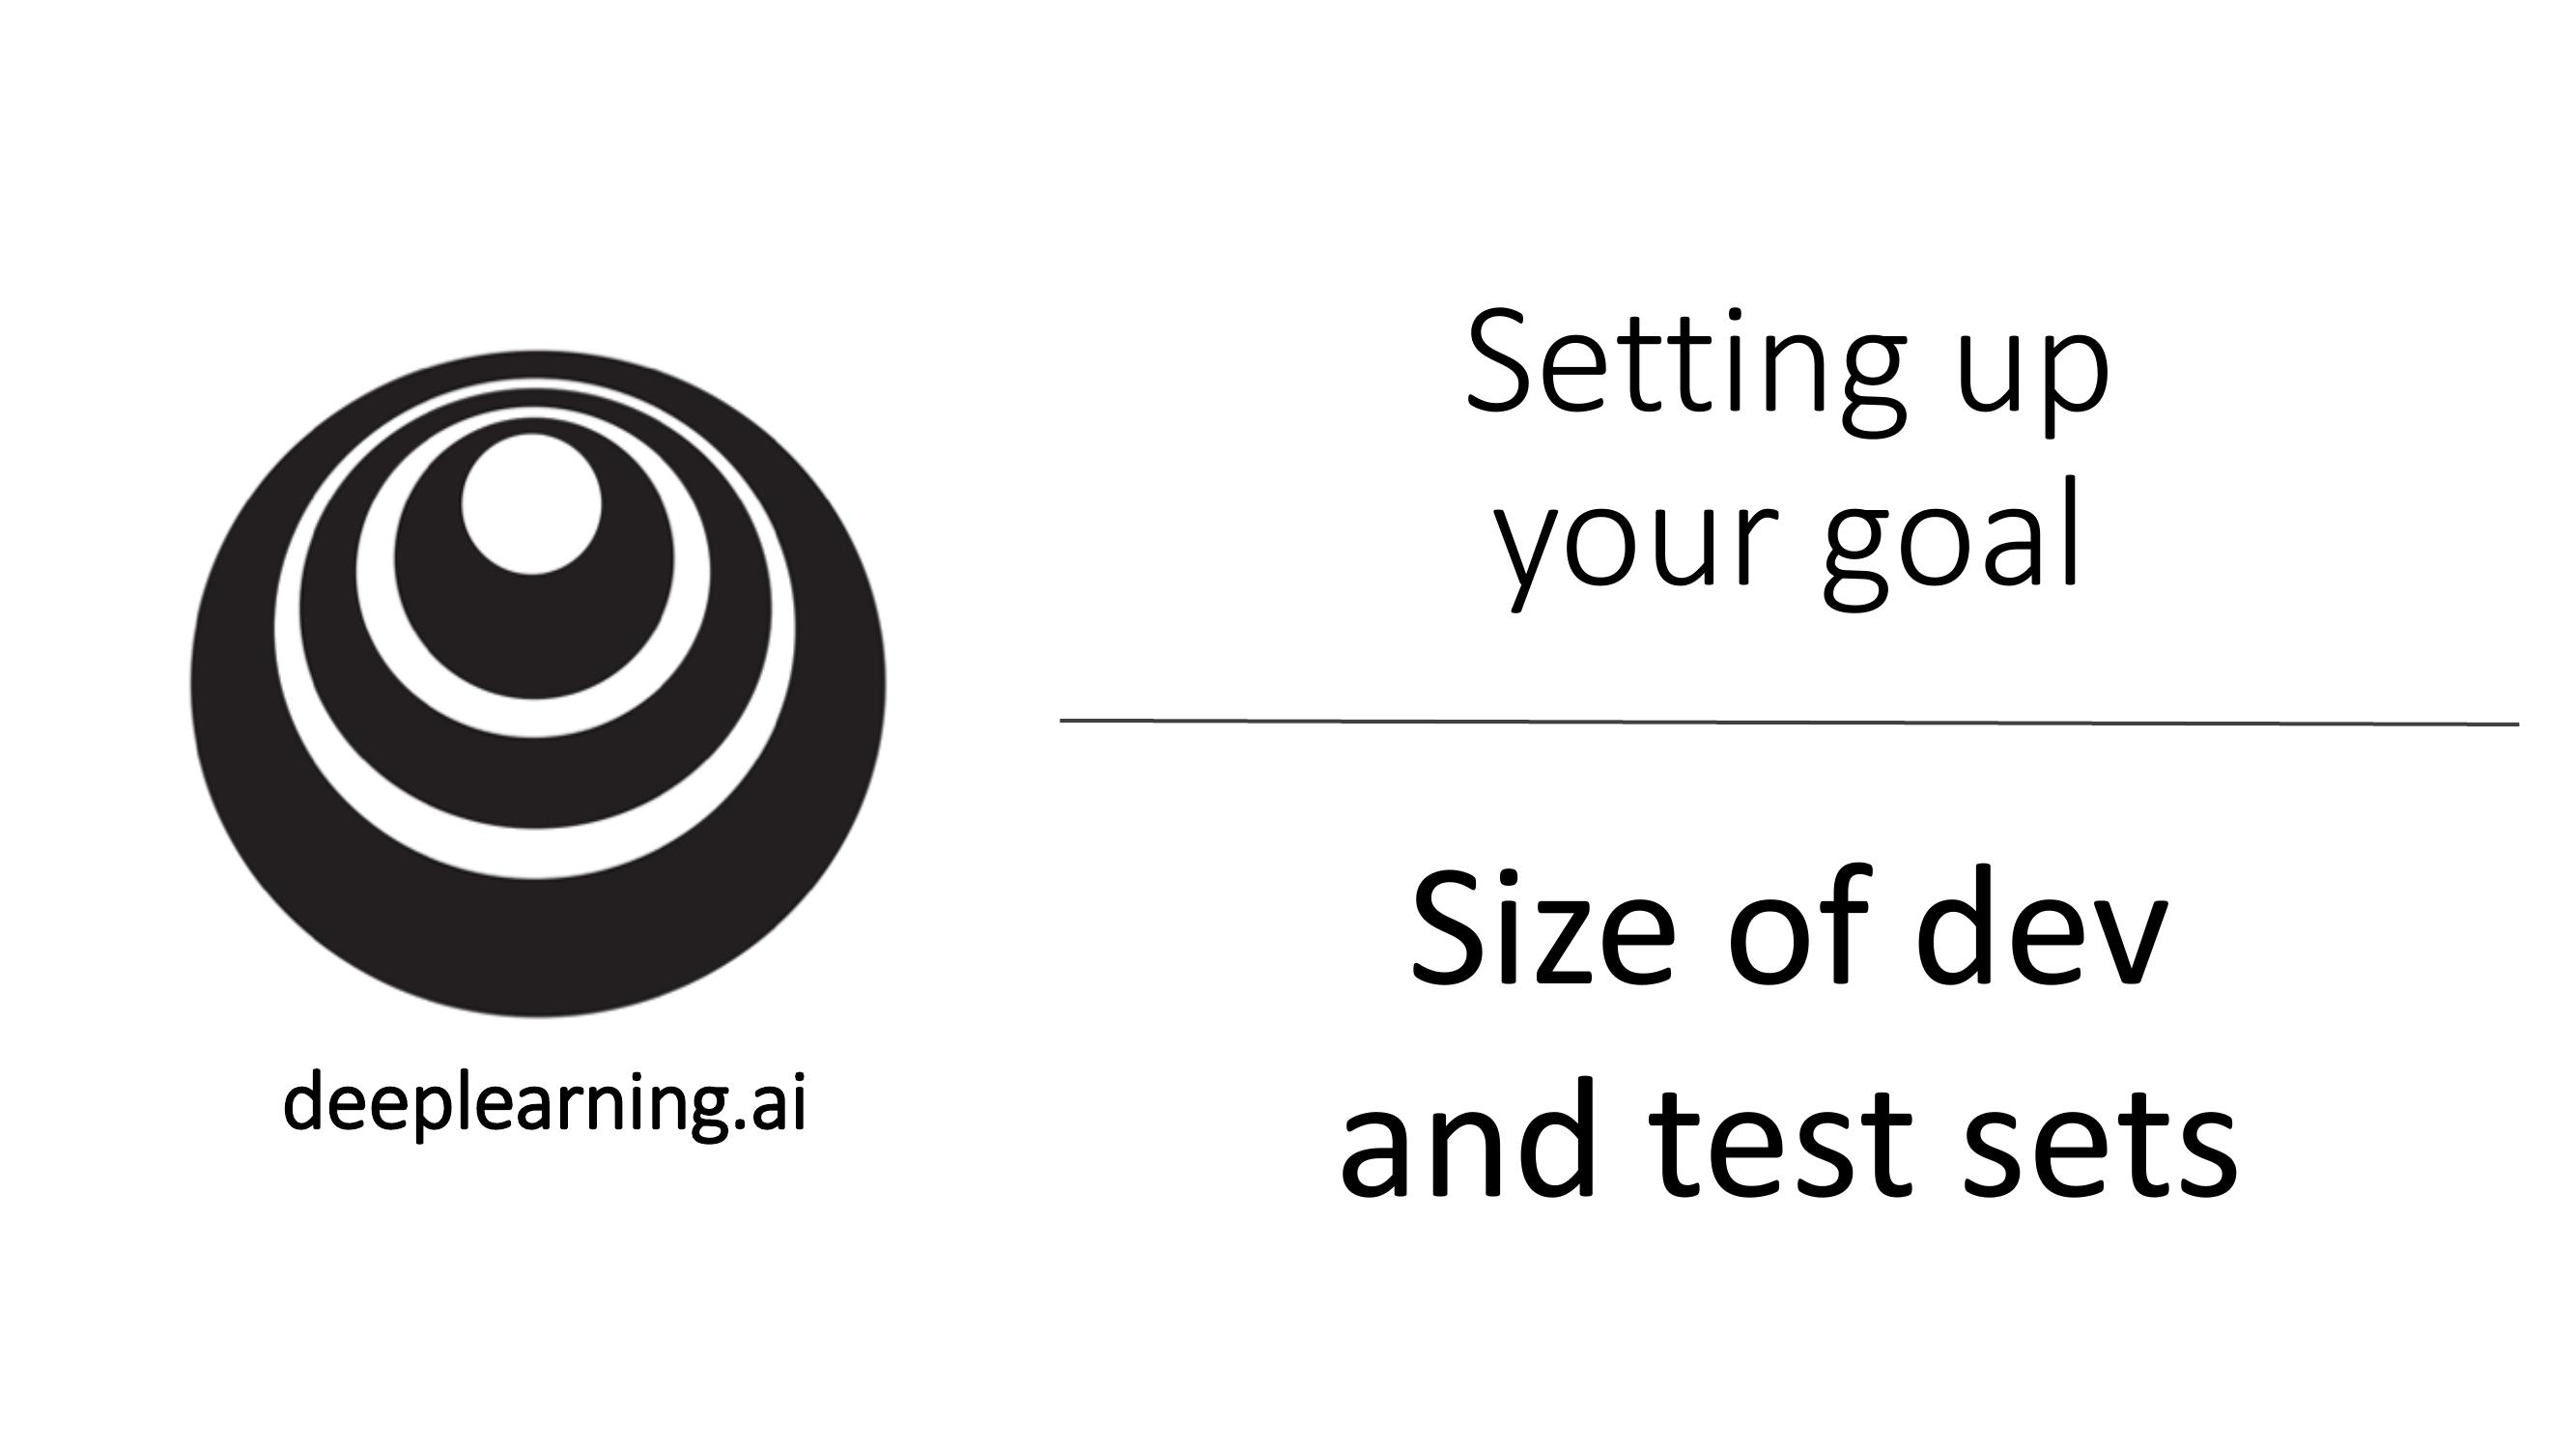 Setting up
your goal
Size of dev
and test sets
deeplearning.ai